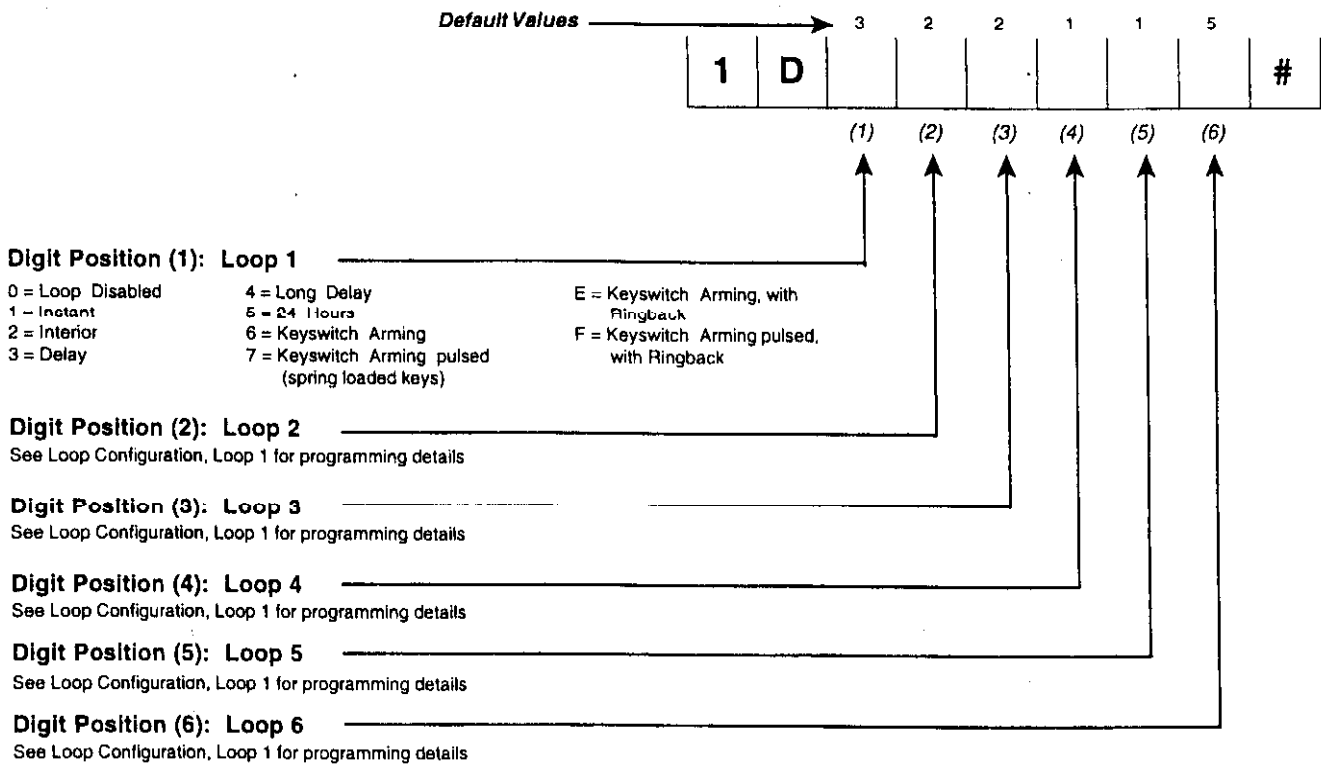 Default Values 3 2 2 1 1 5
1 D #
(1) (2) (3) (4) (5) (6)
Digit Position (1): Loop 1
0 = Loop Disabled 4 = Long Delay E = Keyswitch Arming, with
1 = Instant 5 = 24 Hours Ringback
2 = Interior 6 = Keyswitch Arming F = Keyswitch Arming pulsed,
3 = Delay 7 = Keyswitch Arming pulsed with Ringback
(spring loaded keys)
Digit Position (2): Loop 2
See Loop Configuration, Loop 1 for programming details
Digit Position (3): Loop 3
See Loop Configuration, Loop 1 for programming details
Digit Position (4): Loop 4
See Loop Configuration, Loop 1 for programming details
Digit Position (5): Loop 5
See Loop Configuration, Loop 1 for programming details
Digit Position (6): Loop 6
See Loop Configuration, Loop 1 for programming details